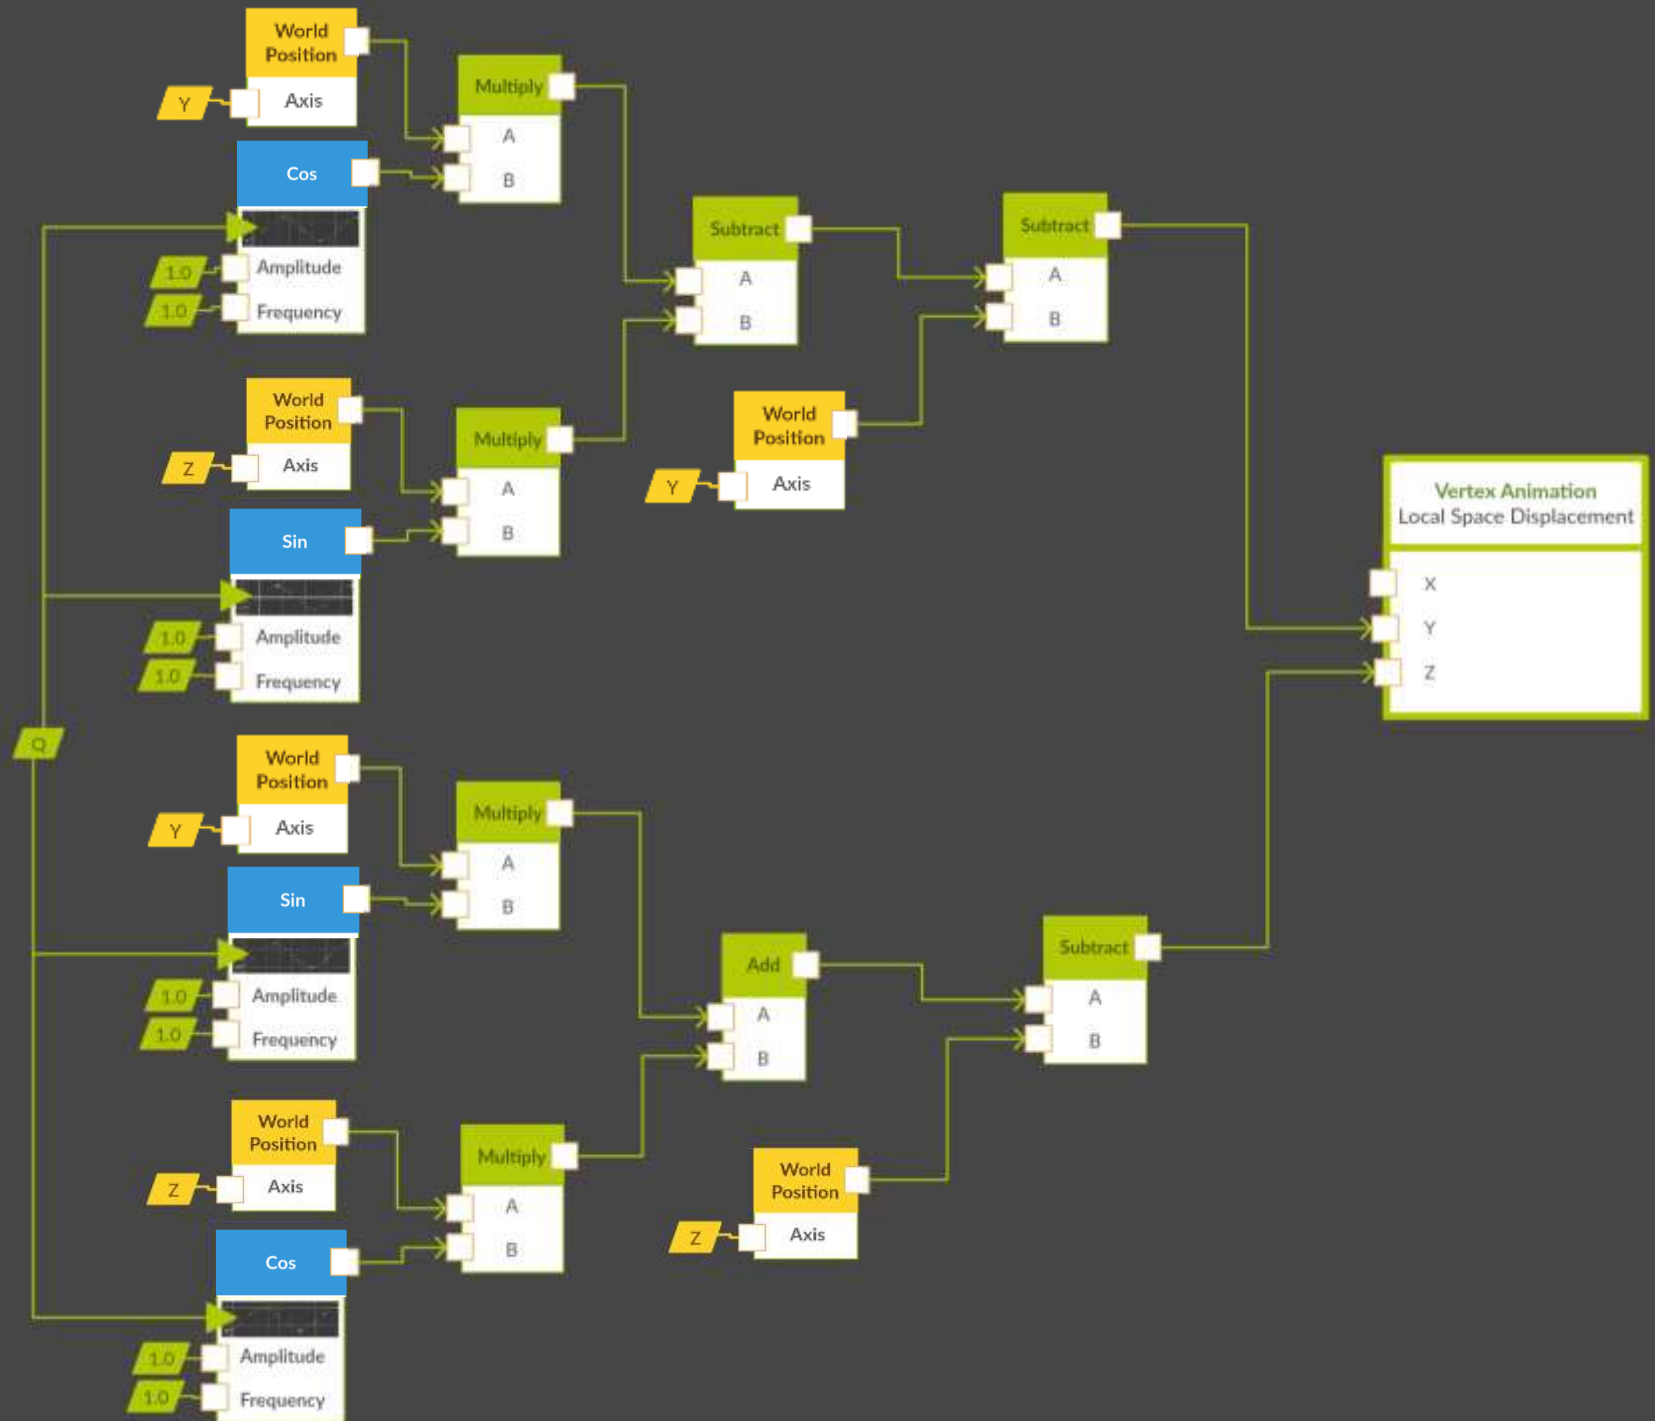 World
Position
Y
Axis
Cos
1.0
Amplitude
1.0
Frequency
Multiply
A
B
World
Position
Z
Axis
Sin
1.0
Amplitude
1.0
Frequency
Multiply
A
B
Subtract
A
B
World
Position
Y
Axis
Subtract
A
B
Q
World
Position
Y
Axis
Sin
1.0
Amplitude
1.0
Frequency
Multiply
A
B
World
Position
Z
Axis
Cos
1.0
Amplitude
1.0
Frequency
Multiply
A
B
Add
A
B
World
Position
Z
Axis
Subtract
A
B
Vertex Animation
Local Space Displacement
X
Y
Z